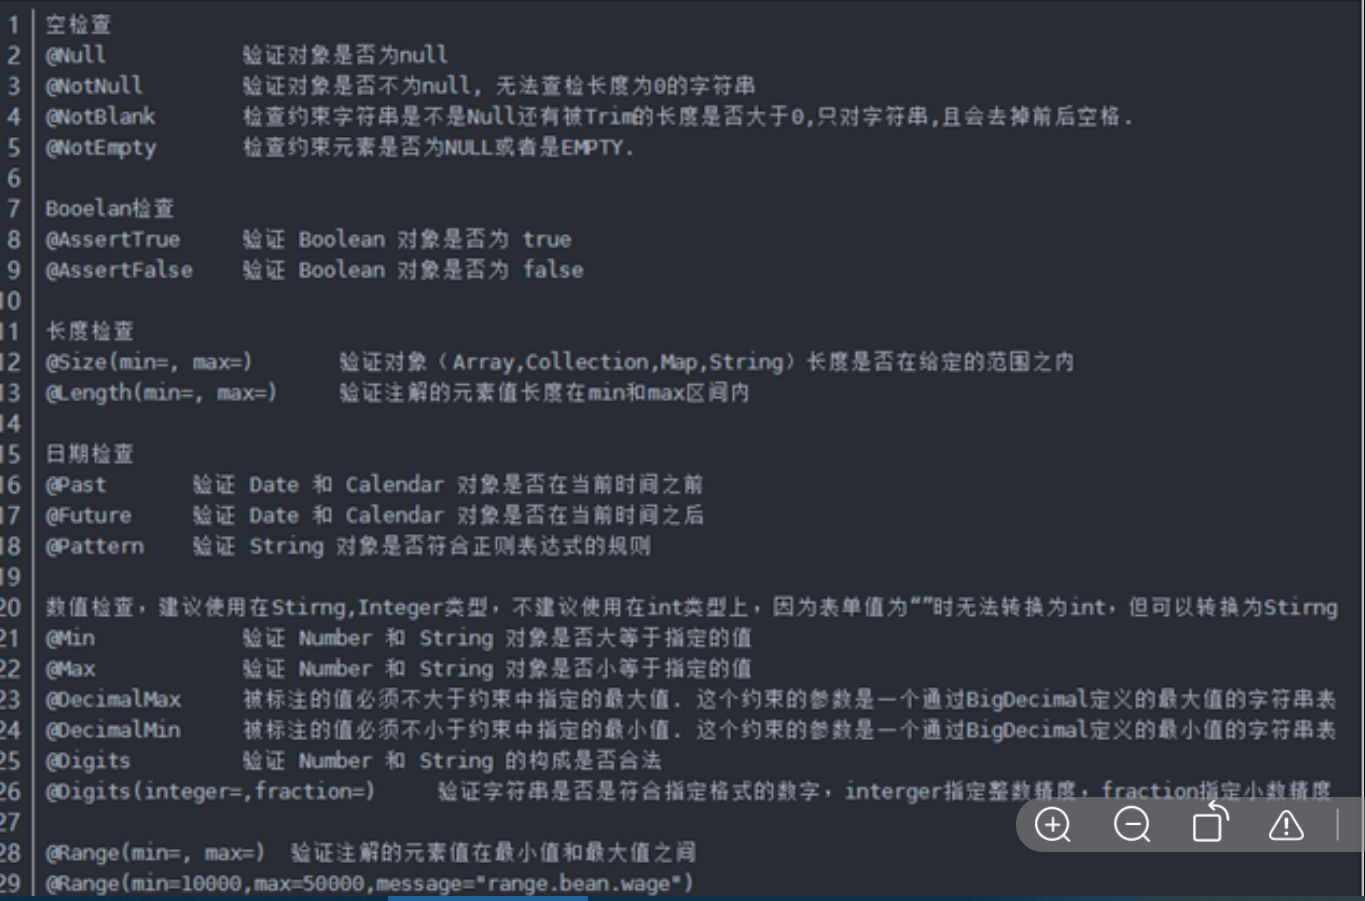 1 空检查
2 @Null 验证对象是否为null
3 @NotNull 验证对象是否不为null, 无法查检长度为0的字符串
4 @NotBlank 检查约束字符串是不是Null还有被Trim的长度是否大于0,只对字符串,且会去掉前后空格.
5 @NotEmpty 检查约束元素是否为NULL或者是EMPTY.
6
7 Booelan检查
8 @AssertTrue 验证 Boolean 对象是否为 true
9 @AssertFalse 验证 Boolean 对象是否为 false
10
11 长度检查
12 @Size(min=, max=) 验证对象（Array,Collection,Map,String）长度是否在给定的范围之内
13 @Length(min=, max=) 验证注解的元素值长度在min和max区间内
14
15 日期检查
16 @Past 验证 Date 和 Calendar 对象是否在当前时间之前
17 @Future 验证 Date 和 Calendar 对象是否在当前时间之后
18 @Pattern 验证 String 对象是否符合正则表达式的规则
19
20 数值检查，建议使用在Stirng,Integer类型，不建议使用在int类型上，因为表单值为“”时无法转换为int，但可以转换为Stirng
21 @Min 验证 Number 和 String 对象是否大等于指定的值
22 @Max 验证 Number 和 String 对象是否小等于指定的值
23 @DecimalMax 被标注的值必须不大于约束中指定的最大值. 这个约束的参数是一个通过BigDecimal定义的最大值的字符串表
24 @DecimalMin 被标注的值必须不小于约束中指定的最小值. 这个约束的参数是一个通过BigDecimal定义的最小值的字符串表
25 @Digits 验证 Number 和 String 的构成是否合法
26 @Digits(integer=,fraction=) 验证字符串是否是符合指定格式的数字，interger指定整数精度，fraction指定小数精度
27
28 @Range(min=, max=) 验证注解的元素值在最小值和最大值之间
29 @Range(min=10000,max=50000,message="range.bean.wage")